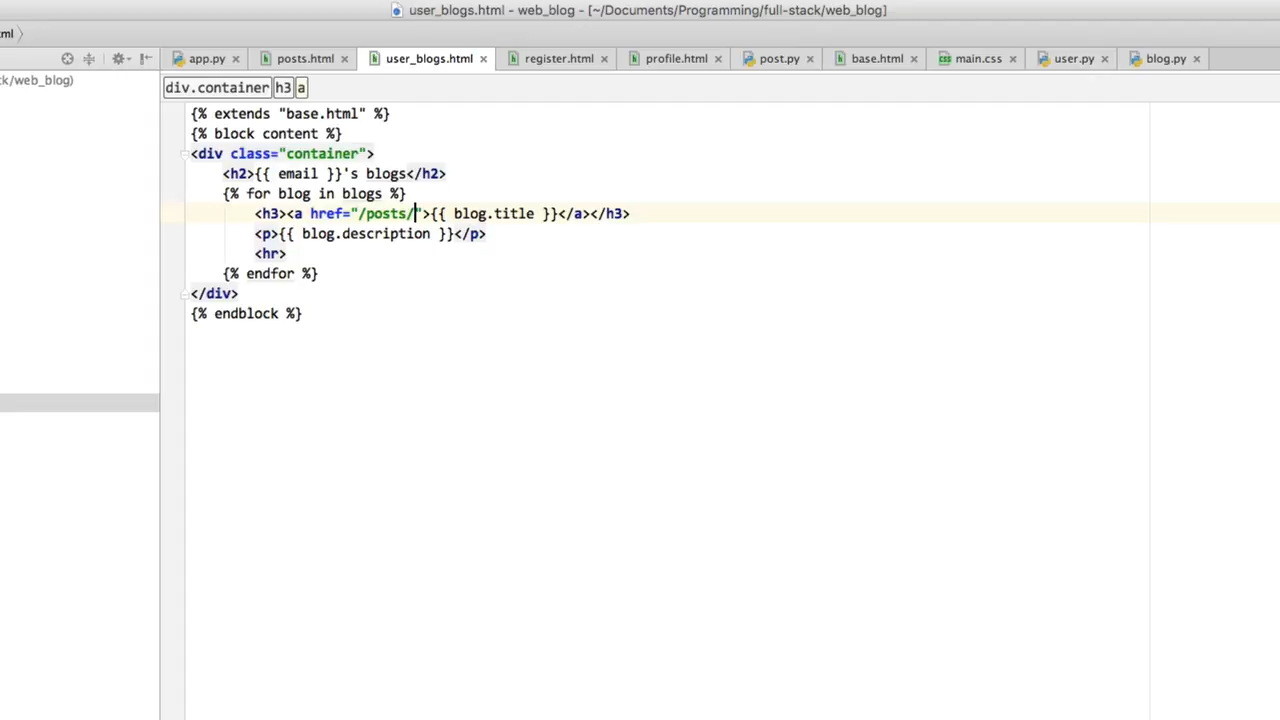 user_blogs.html - web_blog - [~/Documents/Programming/full-stack/web_blog]
ml
app.py posts.html user_blogs.html register.html profile.html post.py base.html main.css user.py blog.py
ck/web_blog)
div.container h3 a
{% extends "base.html" %}
{% block content %}
<div class="container">
<h2>{{ email }}'s blogs</h2>
{% for blog in blogs %}
<h3><a href="/posts/">{{ blog.title }}</a></h3>
<p>{{ blog.description }}</p>
<hr>
{% endfor %}
</div>
{% endblock %}